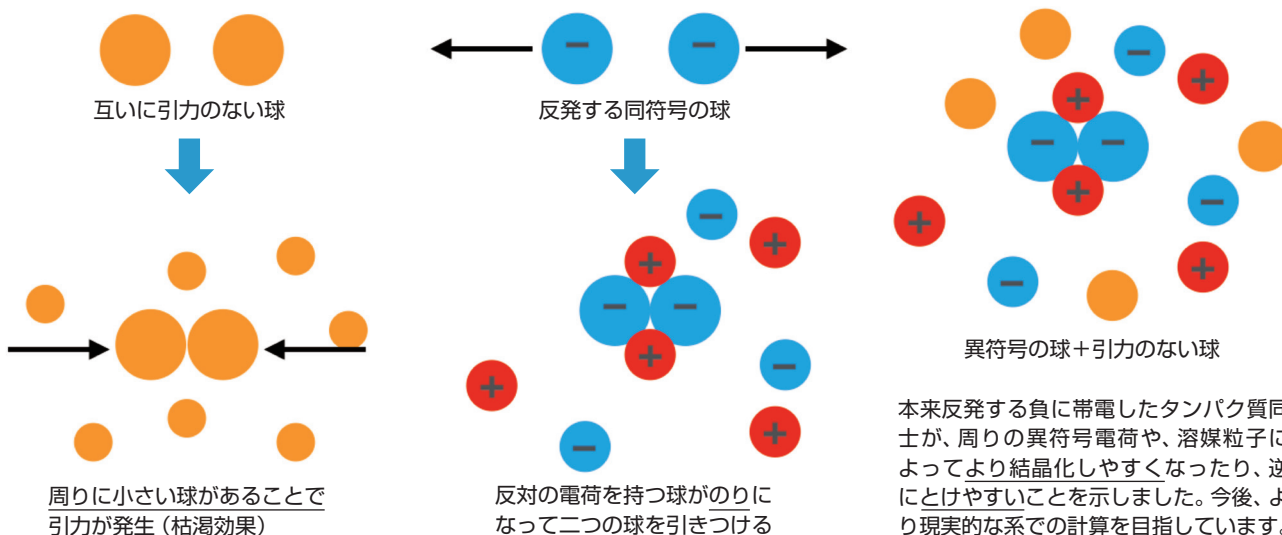 互いに引力のない球
周りに小さい球があることで
引力が発生（枯渇効果）
− −
反発する同符号の球
−
+
+
− −
+
+
−
+
−
反対の電荷を持つ球がのりに
なって二つの球を引きつける
−
+
+
− −
+
−
+
+
−
異符号の球＋引力のない球
本来反発する負に帯電したタンパク質同
士が、周りの異符号電荷や、溶媒粒子に
よってより結晶化しやすくなったり、逆
にとけやすいことを示しました。今後、よ
り現実的な系での計算を目指しています。